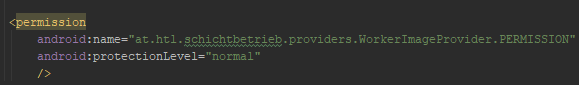 <permission
android:name="at.htl.schichtbetrieb.providers.WorkerImageProvider.PERMISSION"
android:protectionLevel="normal"
/>